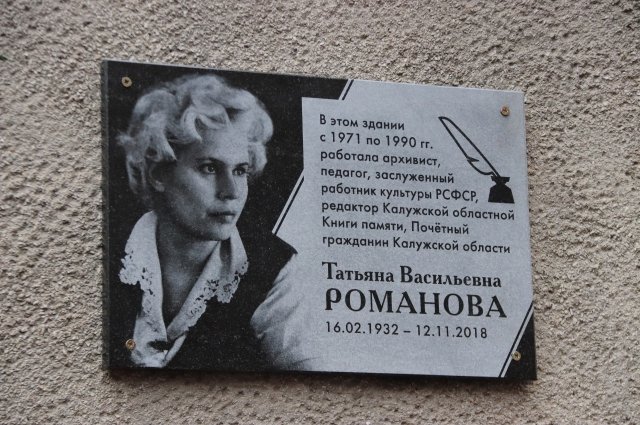 В этом здании
с 1971 по 1990 гг.
работала архивист,
педагог, заслуженный
работник культуры РСФСР,
редактор Калужской областной
Книги памяти, Почётный
гражданин Калужской области
Татьяна Васильевна
РОМАНОВА
16.02.1932 – 12.11.2018